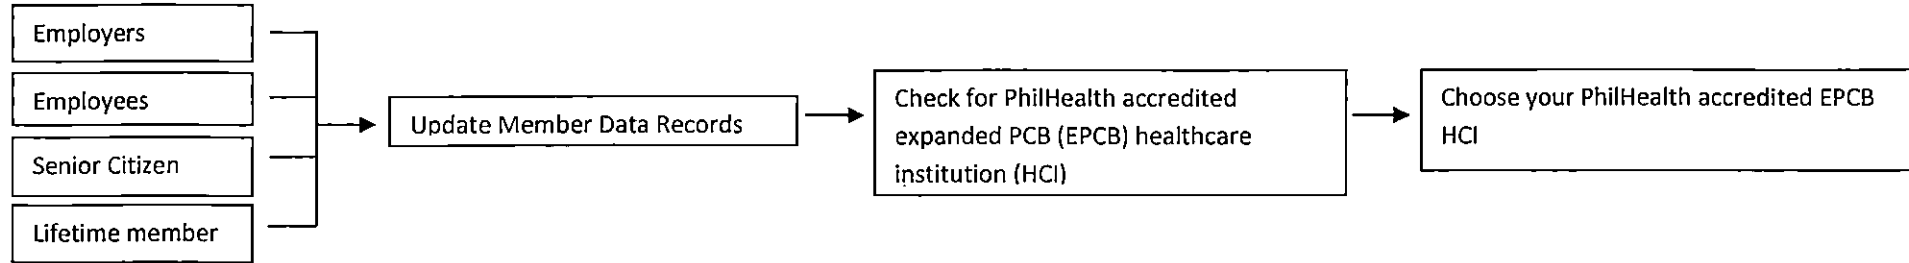 Employers
Employees
Senior Citizen
Lifetime member
Update Member Data Records
Check for PhilHealth accredited
expanded PCB (EPCB) healthcare
institution (HCI)
Choose your PhilHealth accredited EPCB
HCI